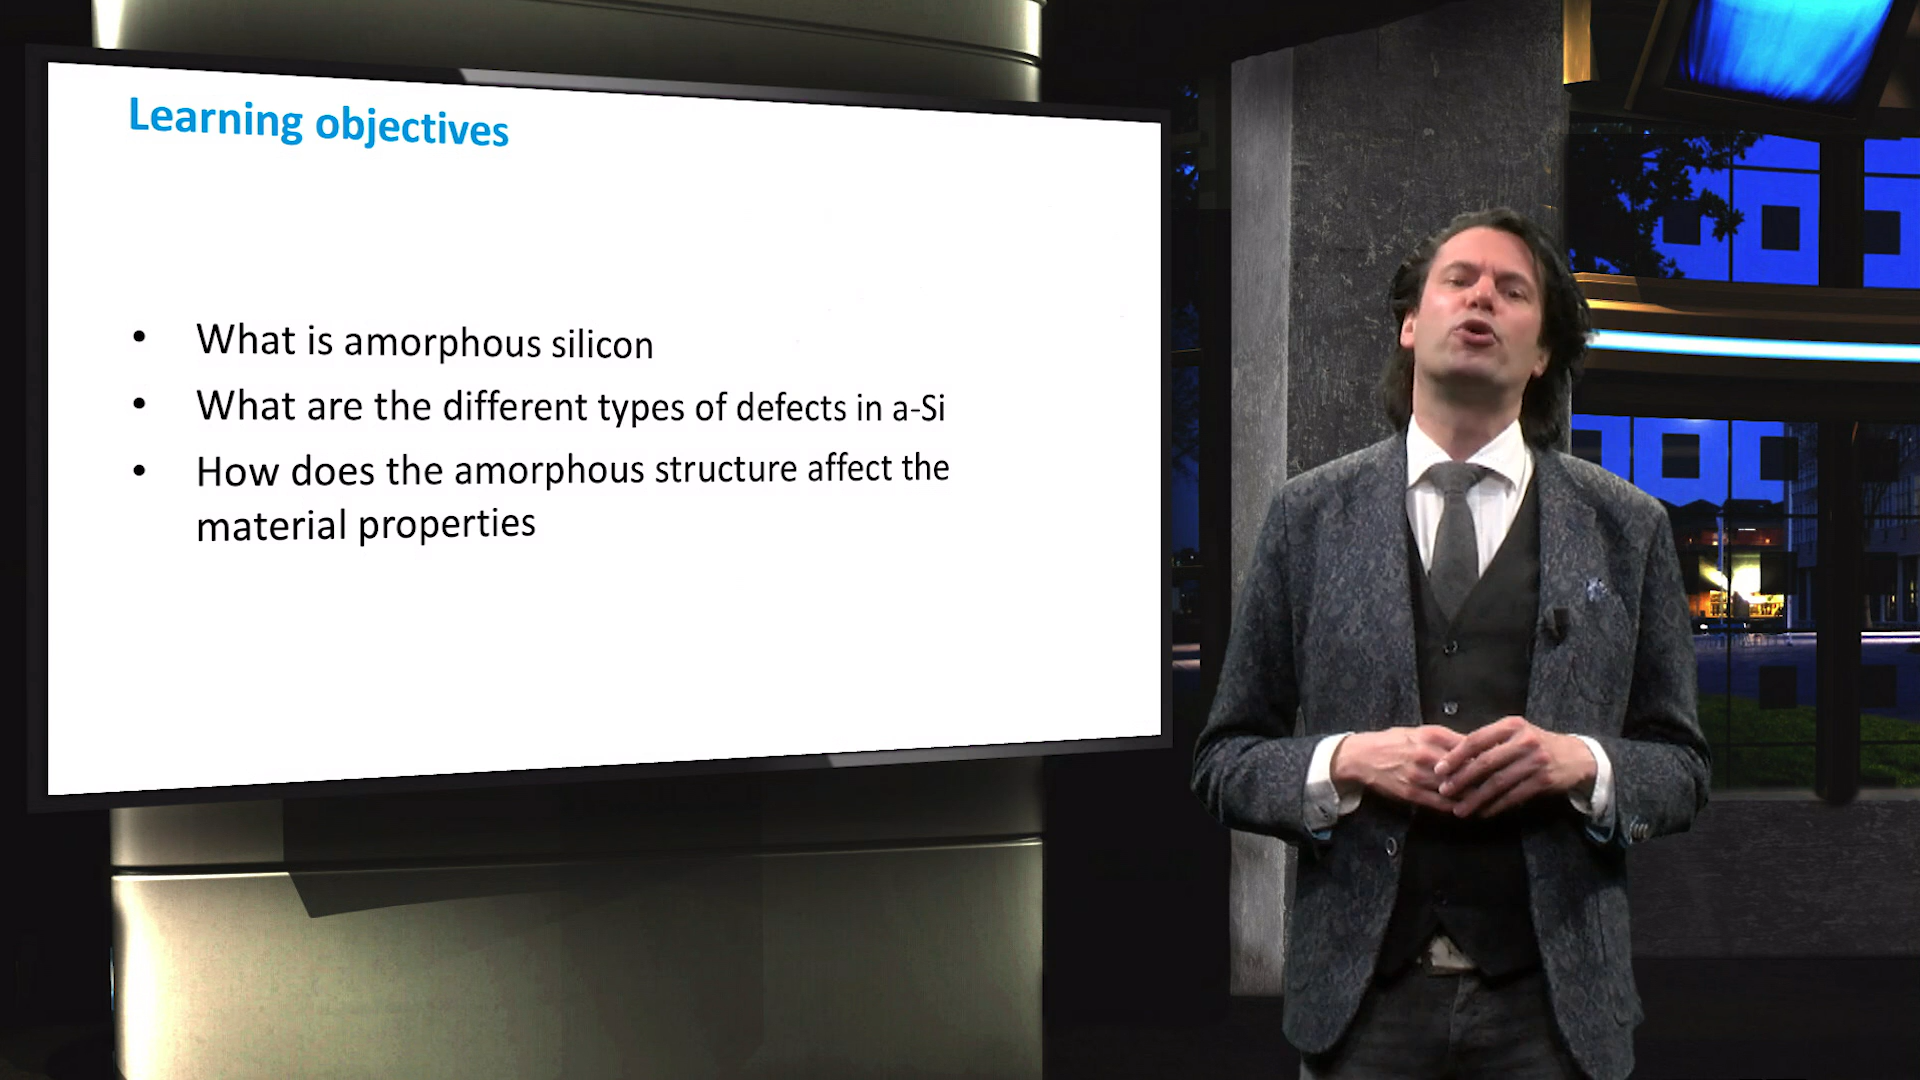 Learning objectives
• What is amorphous silicon
• What are the different types of defects in a-Si
• How does the amorphous structure affect the
material properties